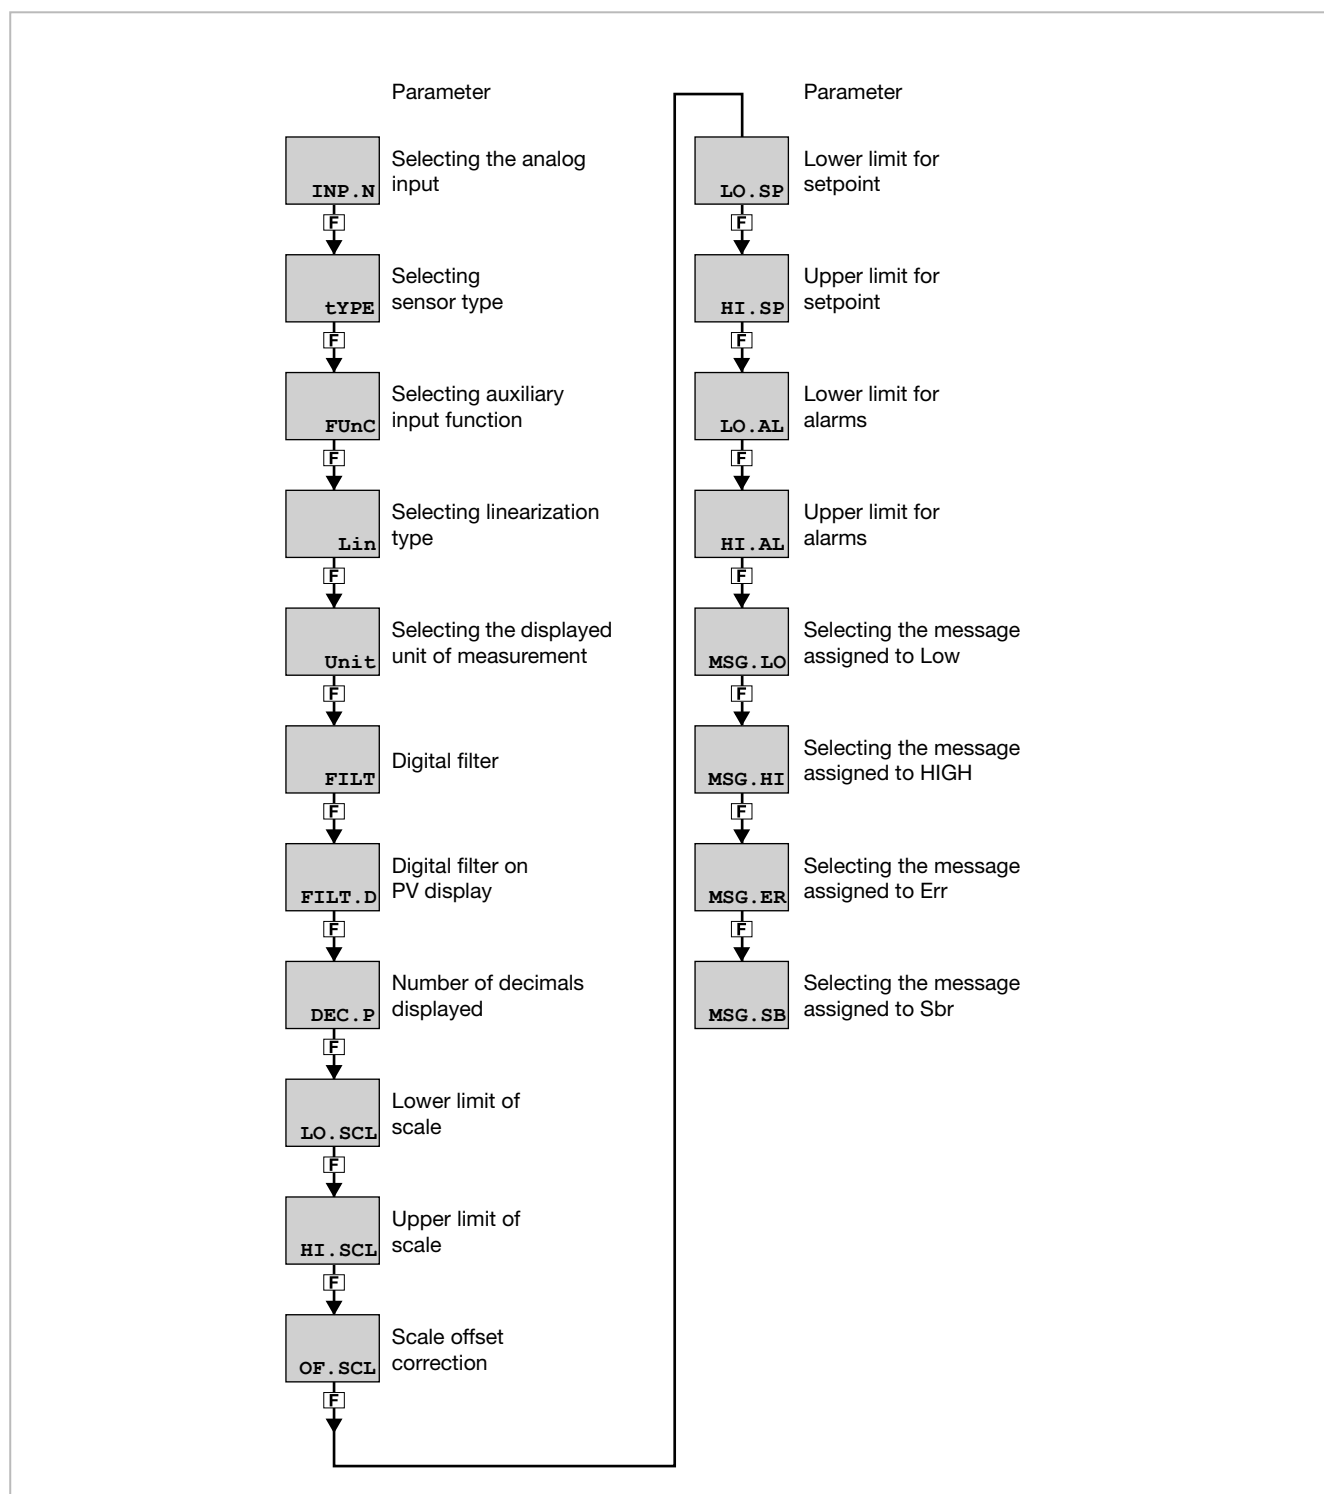 Parameter
INP.N
Selecting the analog
input
F
tYPE
Selecting
sensor type
F
FUnC
Selecting auxiliary
input function
F
Lin
Selecting linearization
type
F
Unit
Selecting the displayed
unit of measurement
F
FILT
Digital filter
F
FILT.D
Digital filter on
PV display
F
DEC.P
Number of decimals
displayed
F
LO.SCL
Lower limit of
scale
F
HI.SCL
Upper limit of
scale
F
OF.SCL
Scale offset
correction
F
Parameter
LO.SP
Lower limit for
setpoint
F
HI.SP
Upper limit for
setpoint
F
LO.AL
Lower limit for
alarms
F
HI.AL
Upper limit for
alarms
F
MSG.LO
Selecting the message
assigned to Low
F
MSG.HI
Selecting the message
assigned to HIGH
F
MSG.ER
Selecting the message
assigned to Err
F
MSG.SB
Selecting the message
assigned to Sbr